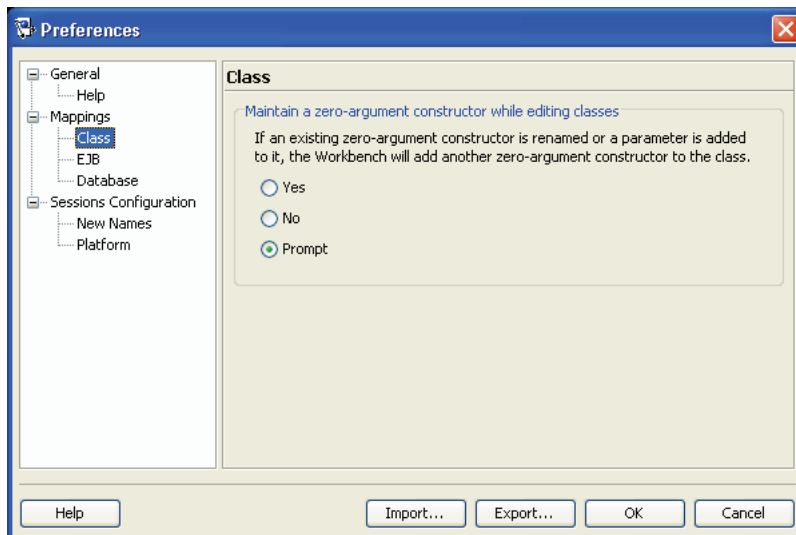 Preferences
General
Help
Mappings
Class
EJB
Database
Sessions Configuration
New Names
Platform
Class
Maintain a zero-argument constructor while editing classes
If an existing zero-argument constructor is renamed or a parameter is added
to it, the Workbench will add another zero-argument constructor to the class.
Yes
No
Prompt
Help
Import...
Export...
OK
Cancel